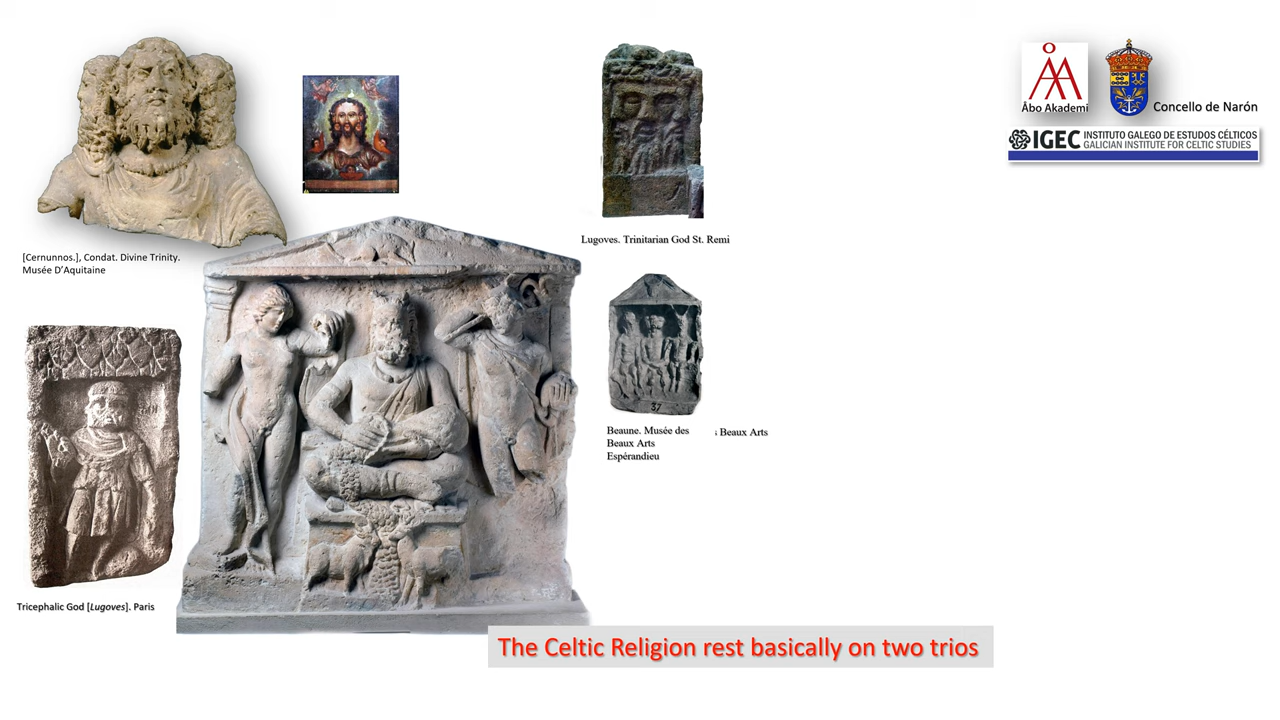 Åbo Akademi
Concello de Narón
IGEC INSTITUTO GALEGO DE ESTUDOS CÉLTICOS
GALICIAN INSTITUTE FOR CELTIC STUDIES
Lugoves. Trinitarian God St. Remi
[Cernunnos.], Condat. Divine Trinity.
Musée D'Aquitaine
37
Beaune. Musée des
Beaux Arts
Espérandieu
s Beaux Arts
Tricephalic God [Lugoves]. Paris
The Celtic Religion rest basically on two trios